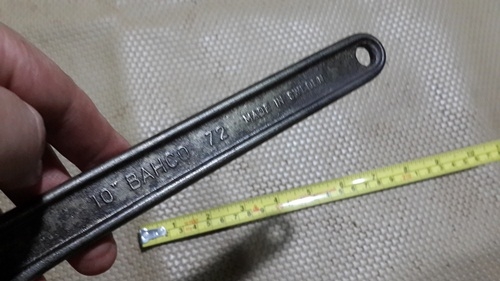 10" BAHCO 72 MADE IN SWEDEN